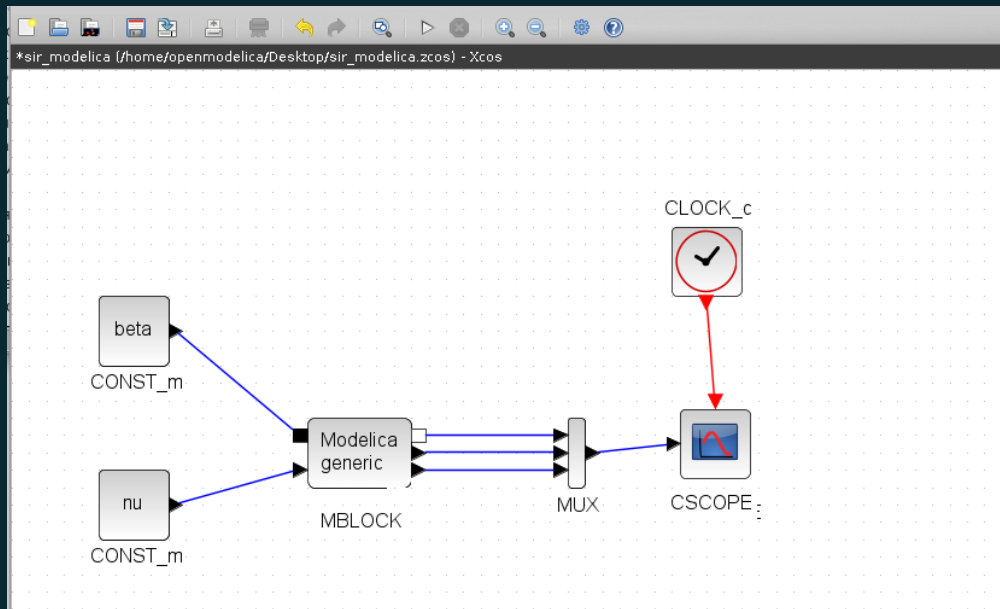 *sir_modelica (/home/openmodelica/Desktop/sir_modelica.zcos) - Xcos
CLOCK_c
beta
CONST_m
Modelica
generic
MBLOCK
MUX
CSCOPE
nu
CONST_m